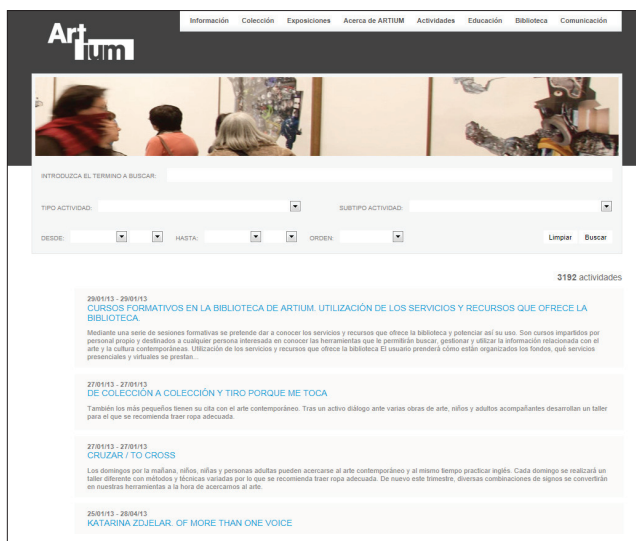 Artium
Información Colección Exposiciones Acerca de ARTIUM Actividades Educación Biblioteca Comunicación
INTRODUZCA EL TERMINO A BUSCAR:
TIPO ACTIVIDAD: SUBTIPO ACTIVIDAD:
DESDE: HASTA: ORDEN: Limpiar Buscar
3192 actividades
29/01/13 - 29/01/13
CURSOS FORMATIVOS EN LA BIBLIOTECA DE ARTIUM. UTILIZACIÓN DE LOS SERVICIOS Y RECURSOS QUE OFRECE LA
BIBLIOTECA.
Mediante una serie de sesiones formativas se pretende dar a conocer los servicios y recursos que ofrece la biblioteca y potenciar así su uso. Son cursos impartidos por
personal propio y destinados a cualquier persona interesada en conocer las herramientas que le permitirán buscar, gestionar y utilizar la información relacionada con el
arte y la cultura contemporáneas. Utilización de los servicios y recursos que ofrece la biblioteca El usuario prenderá cómo están organizados los fondos, qué servicios
presenciales y virtuales se prestan...
27/01/13 - 27/01/13
DE COLECCIÓN A COLECCIÓN Y TIRO PORQUE ME TOCA
También los más pequeños tienen su cita con el arte contemporáneo. Tras un activo diálogo ante varias obras de arte, niños y adultos acompañantes desarrollan un taller
para el que se recomienda traer ropa adecuada.
27/01/13 - 27/01/13
CRUZAR / TO CROSS
Los domingos por la mañana, niños, niñas y personas adultas pueden acercarse al arte contemporáneo y al mismo tiempo practicar inglés. Cada domingo se realizará un
taller diferente con métodos y técnicas variadas por lo que se recomienda traer ropa adecuada. De nuevo este trimestre, diversas combinaciones de signos se convertirán
en nuestras herramientas a la hora de acercarnos al arte.
25/01/13 - 28/04/13
KATARINA ZDJELAR. OF MORE THAN ONE VOICE